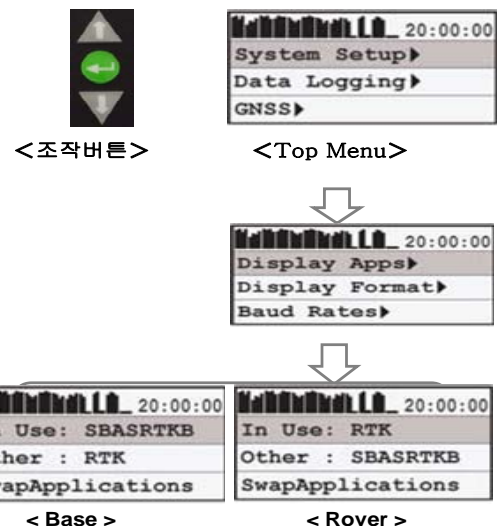 20:00:00
System Setup▶
Data Logging▶
GNSS▶
<조작버튼>
<Top Menu>
20:00:00
Display Apps▶
Display Format▶
Baud Rates▶
20:00:00
Use: SBASRTKB
: RTK
20:00:00
In Use: RTK
Other : SBASRTKB
SwapApplications
< Base >
< Rover >